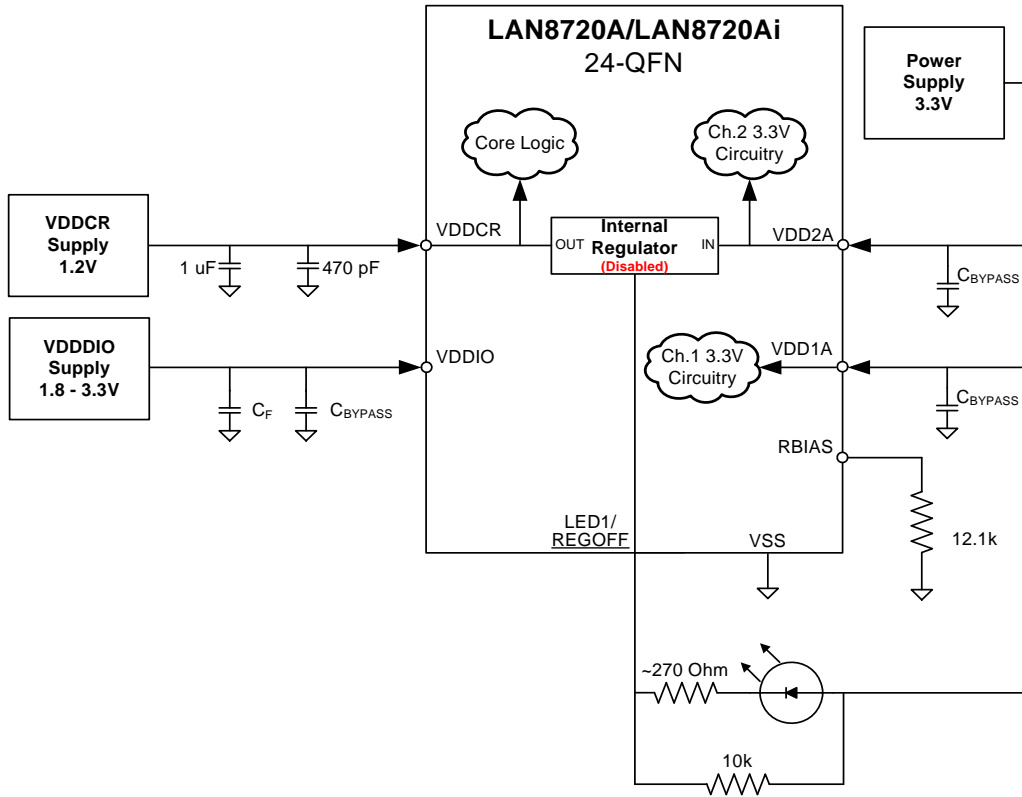 LAN8720A/LAN8720Ai
24-QFN
Power
Supply
3.3V
Core Logic
Ch.2 3.3V
Circuitry
VDDCR
Supply
1.2V
VDDCR
OUT
Internal
Regulator
(Disabled)
IN
VDD2A
1 uF
470 pF
CBYPASS
VDDDIO
Supply
1.8 - 3.3V
VDDIO
Ch.1 3.3V
Circuitry
VDD1A
CF
CBYPASS
CBYPASS
RBIAS
LED1/
REGOFF
VSS
12.1k
~270 Ohm
10k